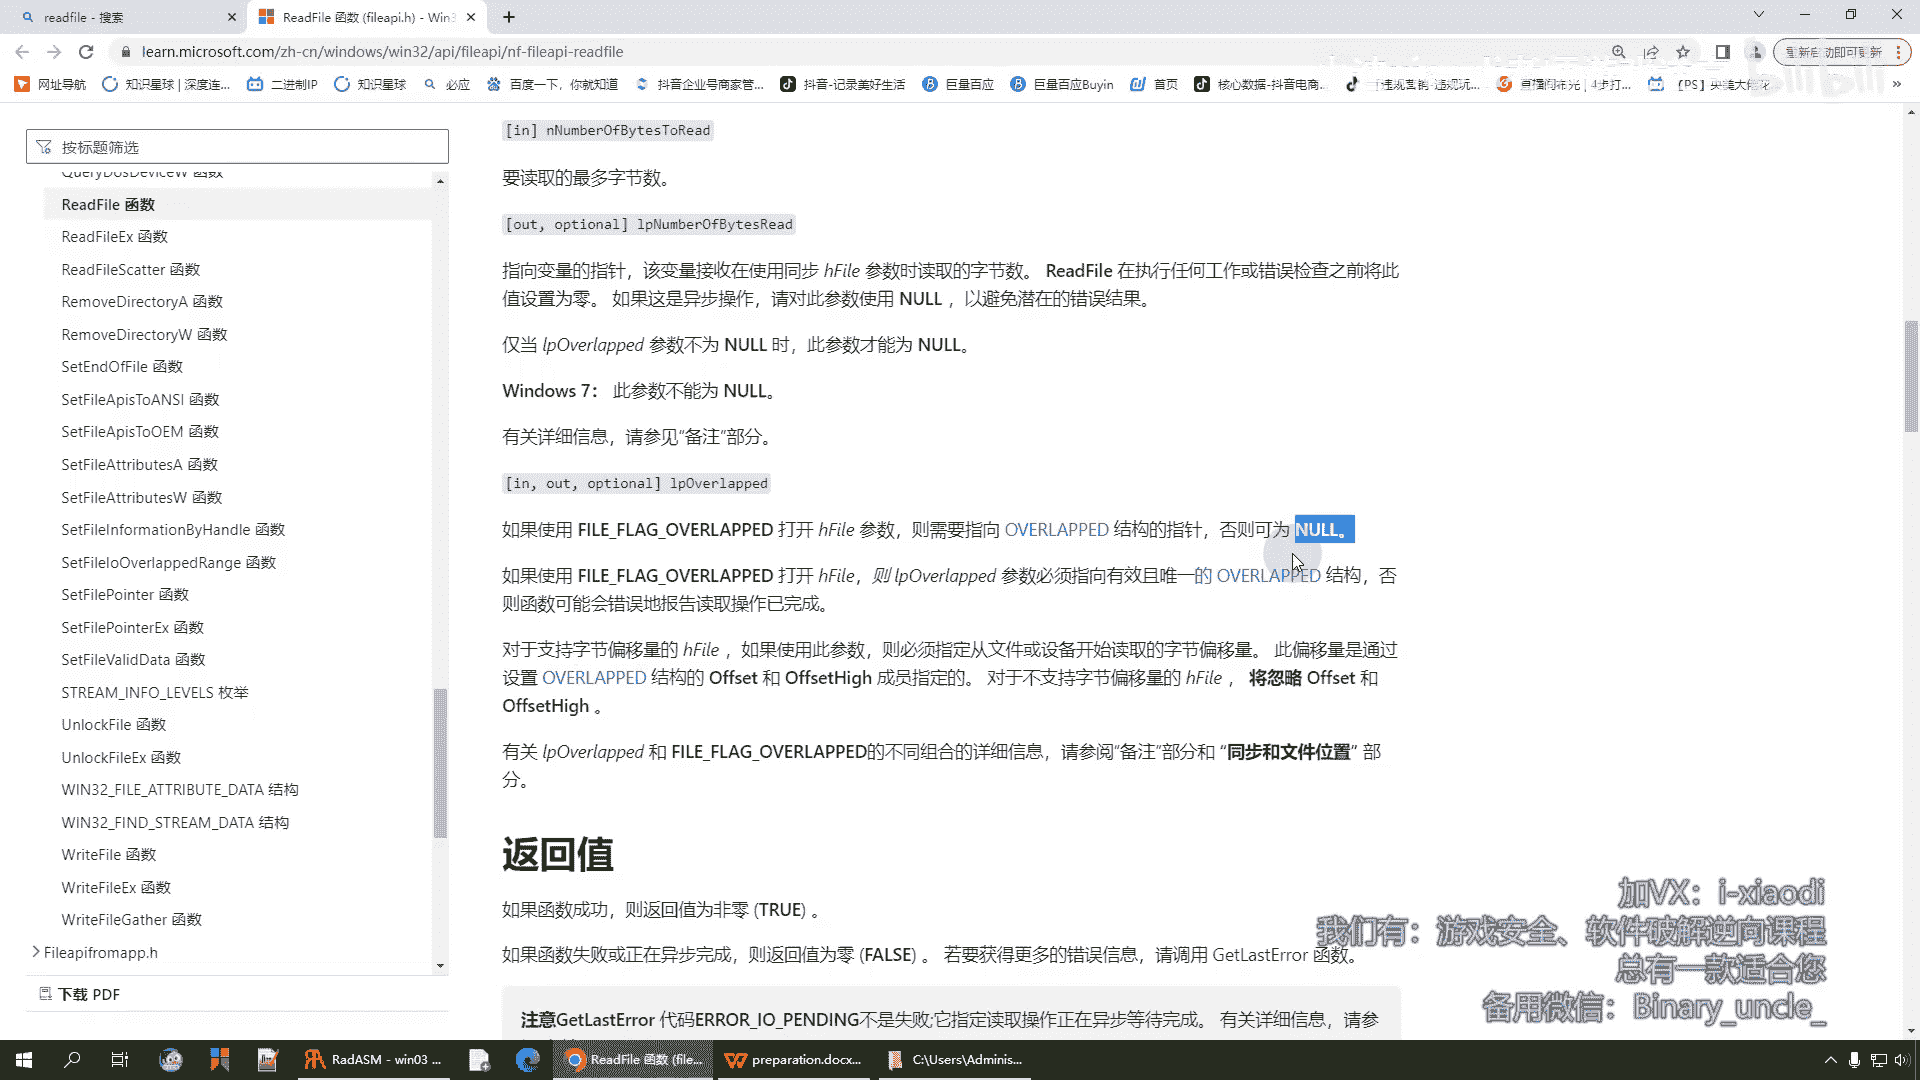 readfile - 搜索
ReadFile 函数 (fileapi.h) - Win3
learn.microsoft.com/zh-cn/windows/win32/api/fileapi/nf-fileapi-readfile
重新启动即可更新
网址导航
知识星球 | 深度连...
二进制IP
知识星球
必应
百度一下，你就知道
抖音企业号商家管...
抖音-记录美好生活
巨量百应
巨量百应Buyin
首页
核心数据-抖音电商...
按标题筛选
QueryDosDeviceW 函数
ReadFile 函数
ReadFileEx 函数
ReadFileScatter 函数
RemoveDirectoryA 函数
RemoveDirectoryW 函数
SetEndOfFile 函数
SetFileApisToANSI 函数
SetFileApisToOEM 函数
SetFileAttributesA 函数
SetFileAttributesW 函数
SetFileInformationByHandle 函数
SetFileIoOverlappedRange 函数
SetFilePointer 函数
SetFilePointerEx 函数
SetFileValidData 函数
STREAM_INFO_LEVELS 枚举
UnlockFile 函数
UnlockFileEx 函数
WIN32_FILE_ATTRIBUTE_DATA 结构
WIN32_FIND_STREAM_DATA 结构
WriteFile 函数
WriteFileEx 函数
WriteFileGather 函数
Fileapifromapp.h
下载 PDF
[in] nNumberOfBytesToRead
要读取的最多字节数。
[out, optional] lpNumberOfBytesRead
指向变量的指针，该变量接收在使用同步 hFile 参数时读取的字节数。 ReadFile 在执行任何工作或错误检查之前将此
值设置为零。 如果这是异步操作，请对此参数使用 NULL ，以避免潜在的错误结果。
仅当 lpOverlapped 参数不为 NULL 时，此参数才能为 NULL。
Windows 7： 此参数不能为 NULL。
有关详细信息，请参见“备注”部分。
[in, out, optional] lpOverlapped
如果使用 FILE_FLAG_OVERLAPPED 打开 hFile 参数，则需要指向 OVERLAPPED 结构的指针，否则可为 NULL。
如果使用 FILE_FLAG_OVERLAPPED 打开 hFile，则 lpOverlapped 参数必须指向有效且唯一的 OVERLAPPED 结构，否
则函数可能会错误地报告读取操作已完成。
对于支持字节偏移量的 hFile ，如果使用此参数，则必须指定从文件或设备开始读取的字节偏移量。 此偏移量是通过
设置 OVERLAPPED 结构的 Offset 和 OffsetHigh 成员指定的。 对于不支持字节偏移量的 hFile ， 将忽略 Offset 和
OffsetHigh 。
有关 lpOverlapped 和 FILE_FLAG_OVERLAPPED的不同组合的详细信息，请参阅“备注”部分和 “同步和文件位置” 部
分。
返回值
如果函数成功，则返回值为非零 (TRUE) 。
如果函数失败或正在异步完成，则返回值为零 (FALSE) 。 若要获得更多的错误信息，请调用 GetLastError 函数。
注意GetLastError 代码ERROR_IO_PENDING不是失败;它指定读取操作正在异步等待完成。 有关详细信息，请参
加VX：i-xiaodi
我们有：游戏安全、软件破解逆向课程
总有一款适合您
备用微信：Binary_uncle_
RadASM - win03 ...
ReadFile 函数 (file...
preparation.docx...
C:\Users\Adminis...